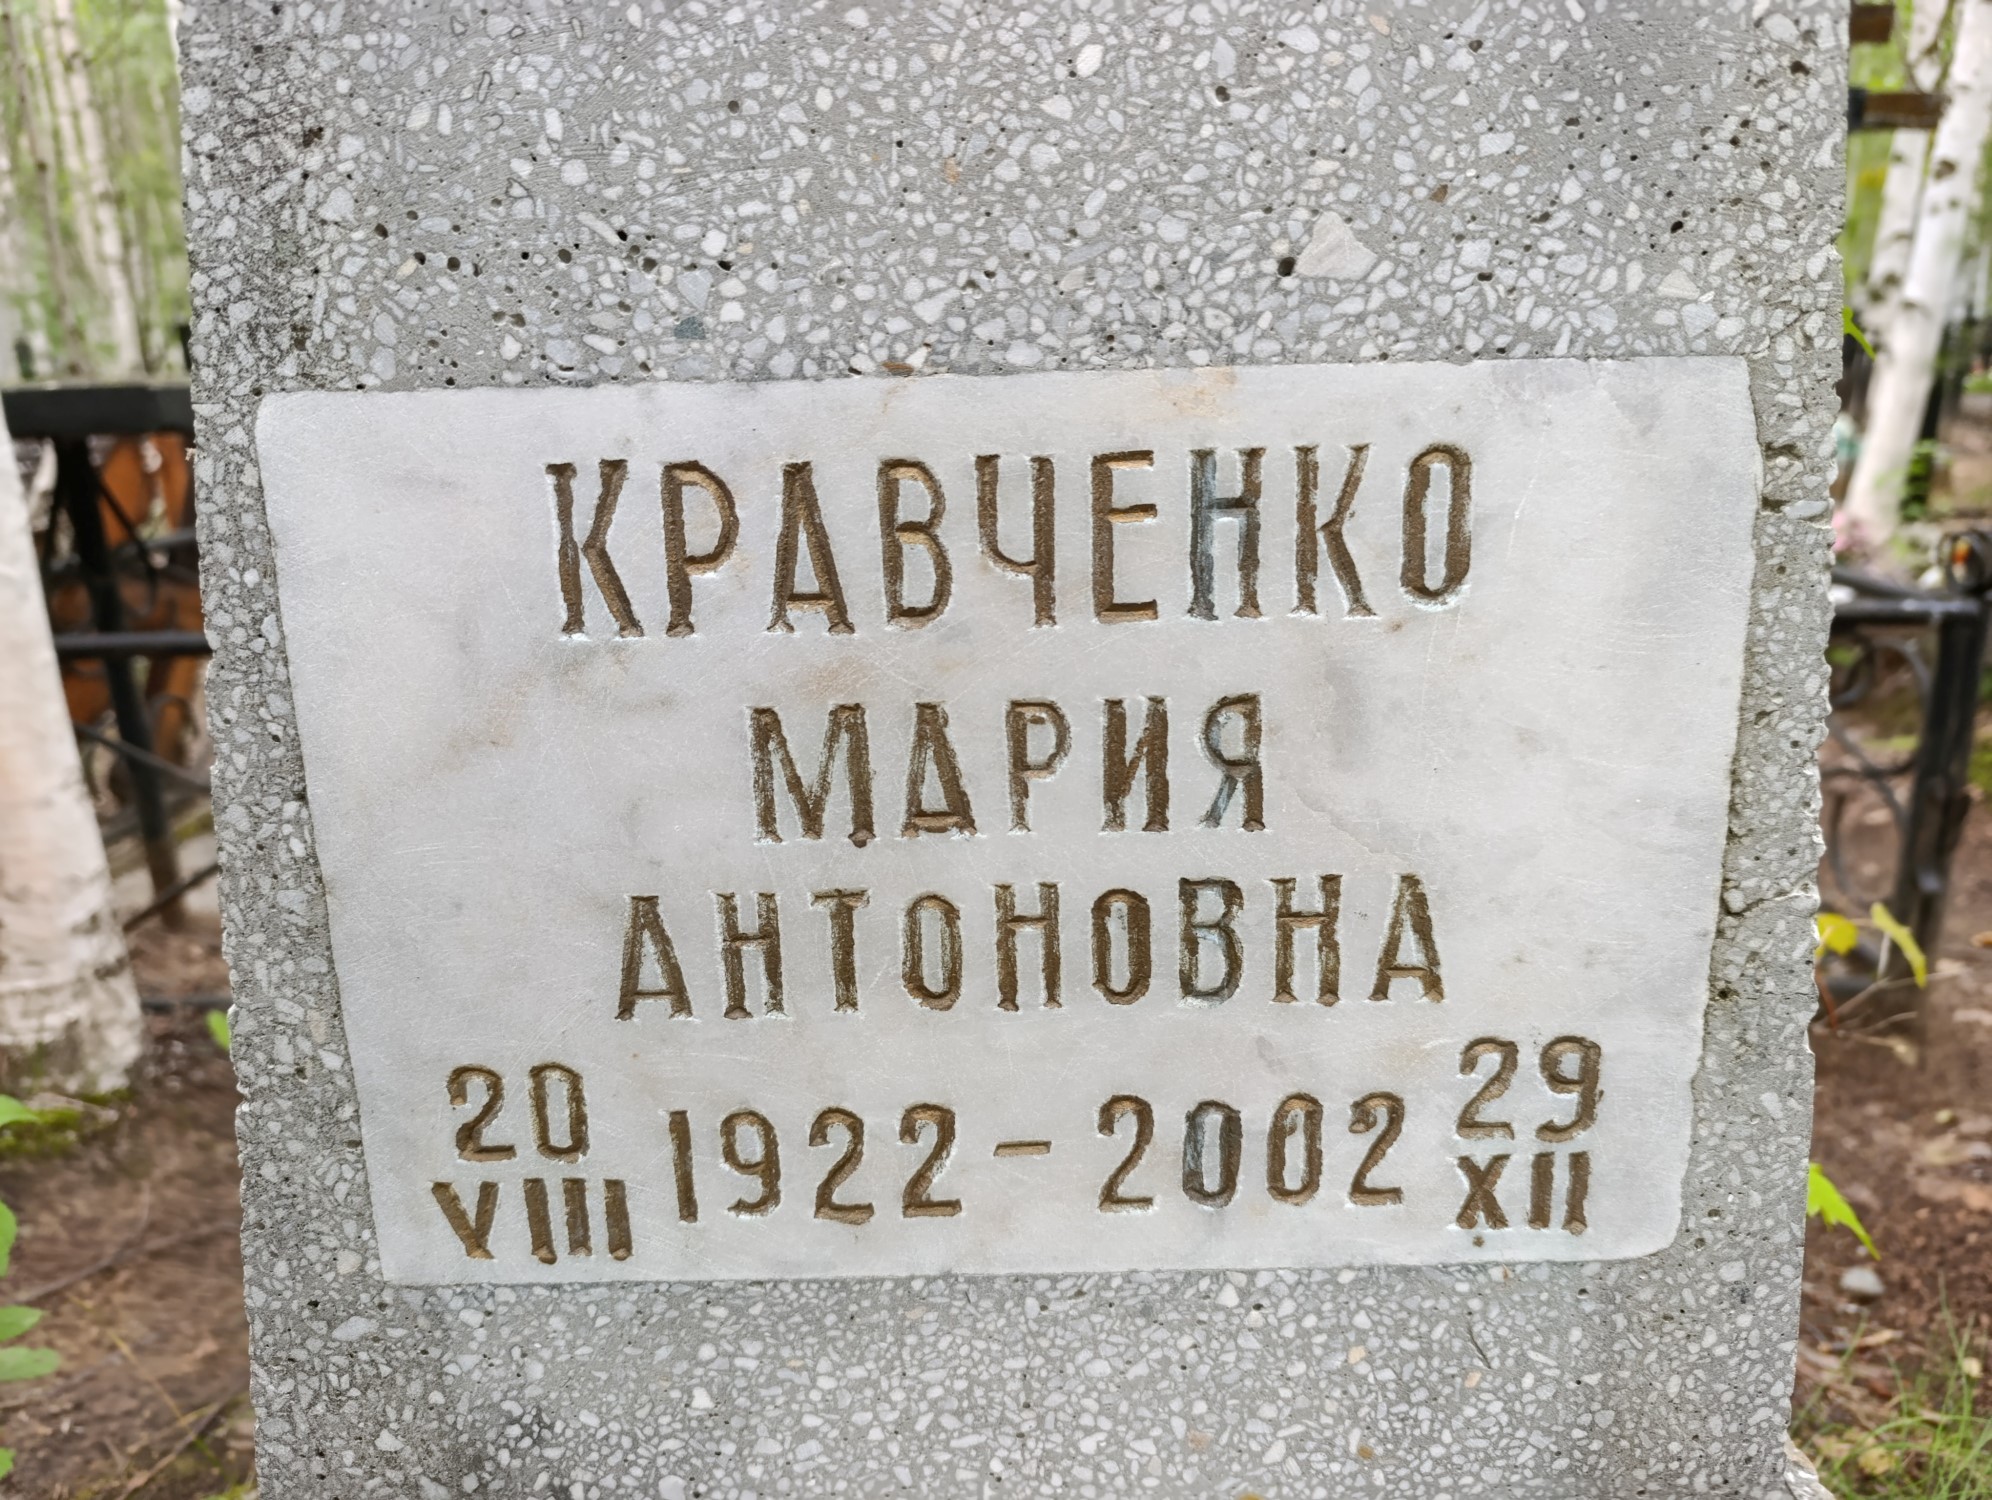 КРАВЧЕНКО
МАРИЯ
АНТОНОВНА
20 VIII 1922 – 2002 29 XII